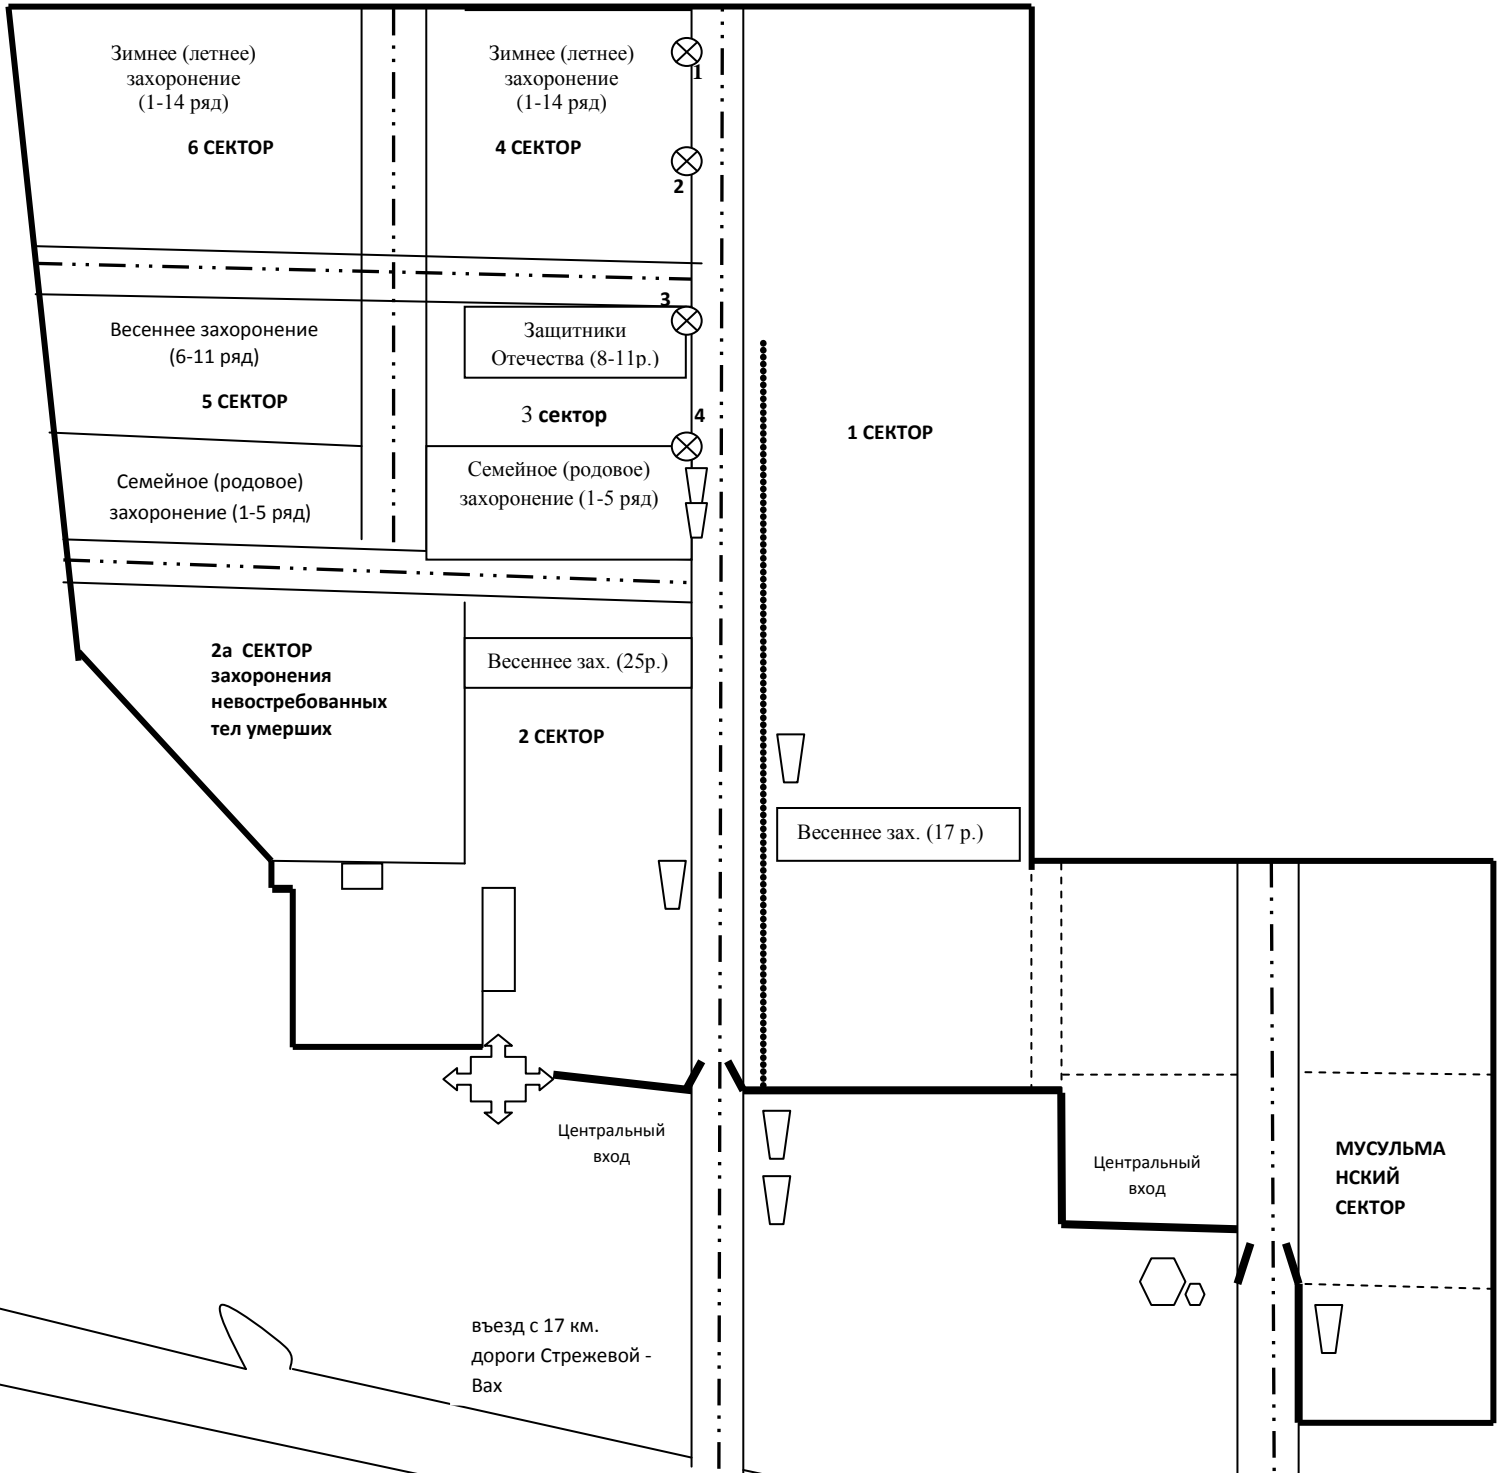 Зимнее (летнее)
захоронение
(1-14 ряд)
6 СЕКТОР
Зимнее (летнее)
захоронение
(1-14 ряд)
4 СЕКТОР
1
2
3
Весеннее захоронение
(6-11 ряд)
5 СЕКТОР
Защитники
Отечества (8-11р.)
3 сектор
4
1 СЕКТОР
Семейное (родовое)
захоронение (1-5 ряд)
Семейное (родовое)
захоронение (1-5 ряд)
2а СЕКТОР
захоронения
невостребованных
тел умерших
Весеннее зах. (25р.)
2 СЕКТОР
Весеннее зах. (17 р.)
Центральный
вход
Центральный
вход
МУСУЛЬМА
НСКИЙ
СЕКТОР
въезд с 17 км.
дороги Стрежевой -
Вах